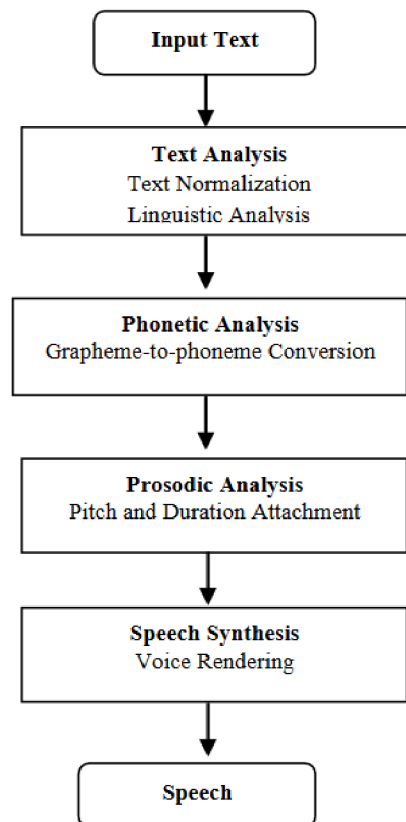 Input Text
Text Analysis
Text Normalization
Linguistic Analysis
Phonetic Analysis
Grapheme-to-phoneme Conversion
Prosodic Analysis
Pitch and Duration Attachment
Speech Synthesis
Voice Rendering
Speech